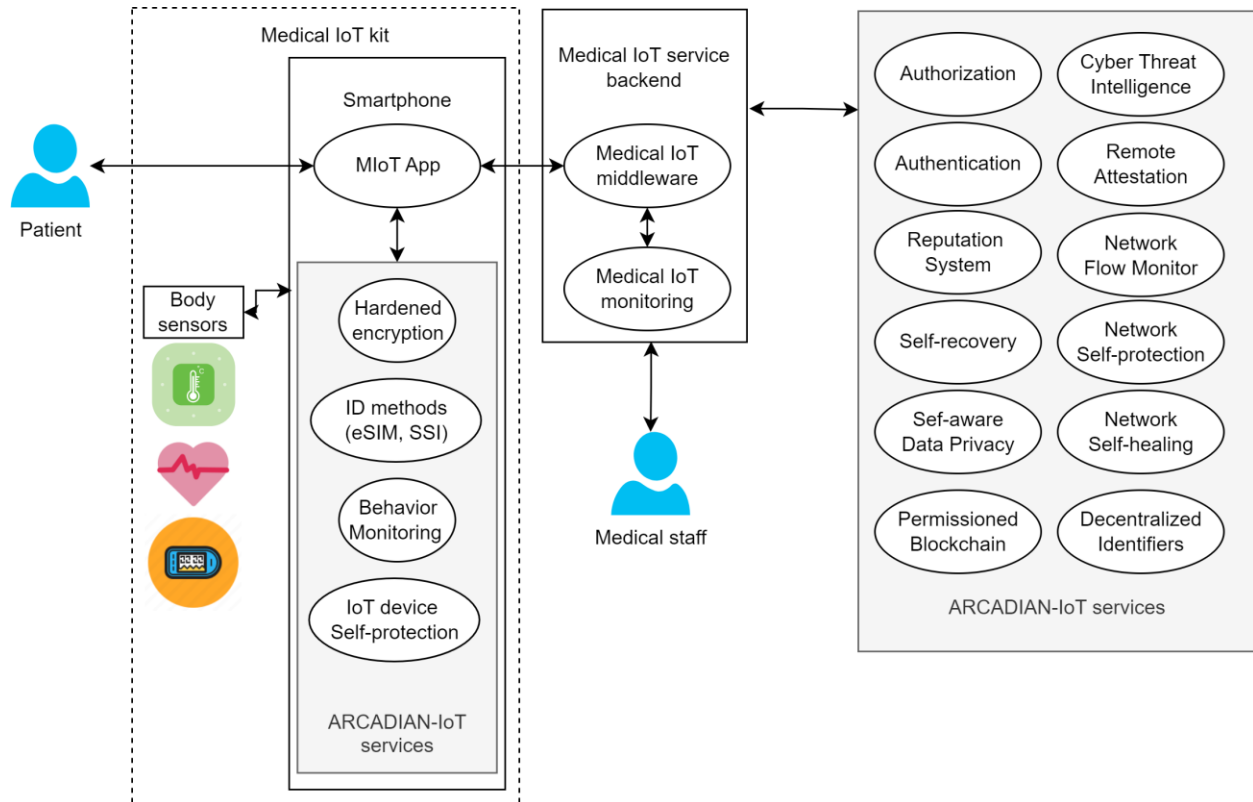 Medical IoT kit
Smartphone
MIoT App
Patient
Body
sensors
°C
Hardened
encryption
ID methods
(eSIM, SSI)
Behavior
Monitoring
IoT device
Self-protection
ARCADIAN-IoT
services
Medical IoT service
backend
Medical IoT
middleware
Medical IoT
monitoring
Medical staff
Authorization
Cyber Threat
Intelligence
Authentication
Remote
Attestation
Reputation
System
Network
Flow Monitor
Self-recovery
Network
Self-protection
Sef-aware
Data Privacy
Network
Self-healing
Permissioned
Blockchain
Decentralized
Identifiers
ARCADIAN-IoT services